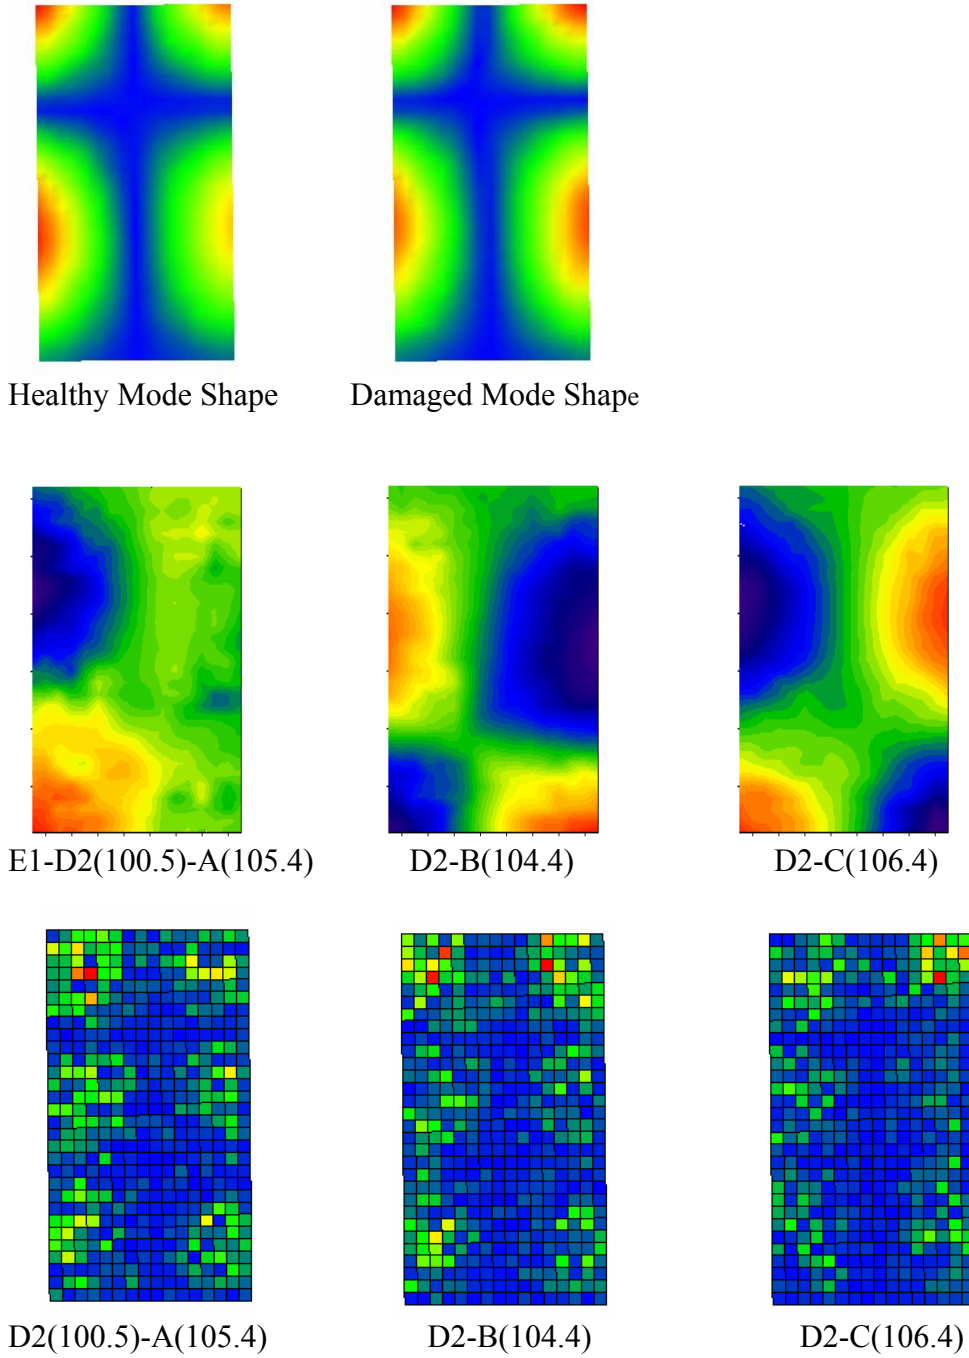 Healthy Mode Shape Damaged Mode Shape
E1-D2(100.5)-A(105.4) D2-B(104.4) D2-C(106.4)
D2(100.5)-A(105.4) D2-B(104.4) D2-C(106.4)